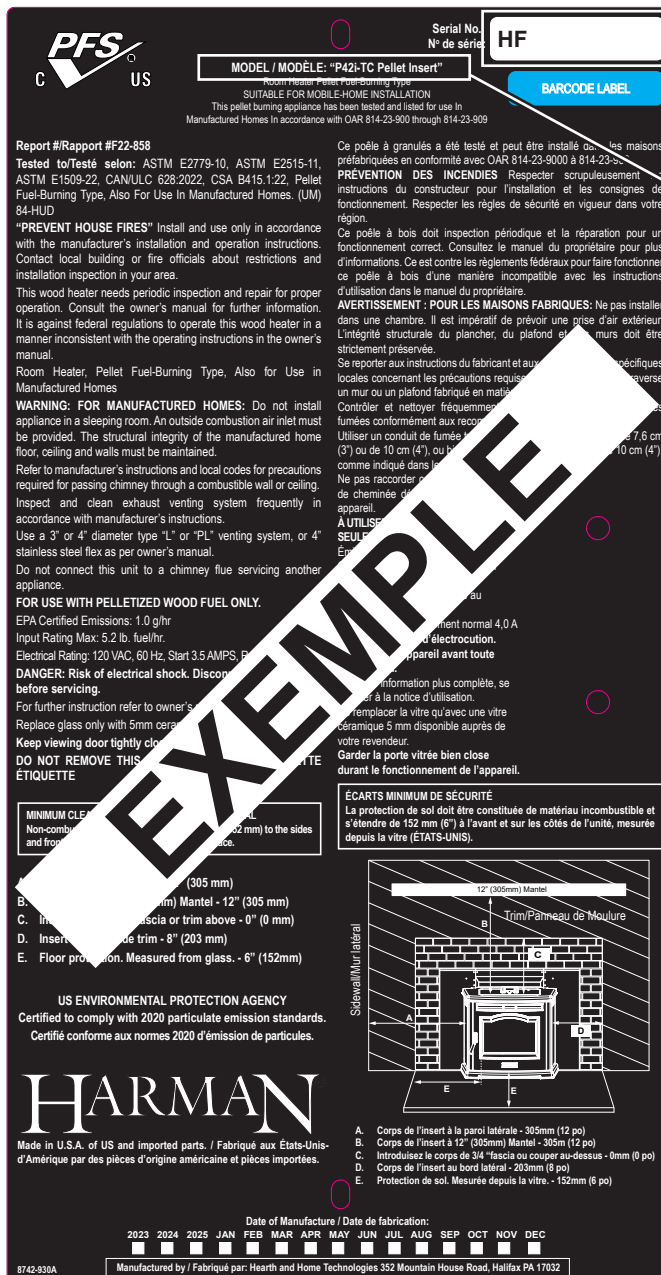 PFS
C US
Serial No.
Nº de série:
HF
BARCODE LABEL
MODEL / MODÈLE: “P42i-TC Pellet Insert”
Room Heater Pellet Fuel-Burning Type
SUITABLE FOR MOBILE-HOME INSTALLATION
This pellet burning appliance has been tested and listed for use In
Manufactured Homes In accordance with OAR 814-23-900 through 814-23-909
Report #/Rapport #F22-858
Tested to/Testé selon: ASTM E2779-10, ASTM E2515-11,
ASTM E1509-22, CAN/ULC 628:2022, CSA B415.1:22, Pellet
Fuel-Burning Type, Also For Use In Manufactured Homes. (UM)
84-HUD
“PREVENT HOUSE FIRES” Install and use only in accordance
with the manufacturer’s installation and operation instructions.
Contact local building or fire officials about restrictions and
installation inspection in your area.
This wood heater needs periodic inspection and repair for proper
operation. Consult the owner’s manual for further information.
It is against federal regulations to operate this wood heater in a
manner inconsistent with the operating instructions in the owner’s
manual.
Room Heater, Pellet Fuel-Burning Type, Also for Use in
Manufactured Homes
WARNING: FOR MANUFACTURED HOMES: Do not install
appliance in a sleeping room. An outside combustion air inlet must
be provided. The structural integrity of the manufactured home
floor, ceiling and walls must be maintained.
Refer to manufacturer’s instructions and local codes for precautions
required for passing chimney through a combustible wall or ceiling.
Inspect and clean exhaust venting system frequently in
accordance with manufacturer’s instructions.
Use a 3” or 4” diameter type “L” or “PL” venting system, or 4”
stainless steel flex as per owner’s manual.
Do not connect this unit to a chimney flue servicing another
appliance.
FOR USE WITH PELLETIZED WOOD FUEL ONLY.
EPA Certified Emissions: 1.0 g/hr
Input Rating Max: 5.2 lb. fuel/hr.
Electrical Rating: 120 VAC, 60 Hz, Start 3.5 AMPS,
DANGER: Risk of electrical shock.
before servicing.
For further instruction refer to owner’s
Replace glass only with 5mm
Keep viewing door tightly
DO NOT REMOVE THIS
ÉTIQUETTE
MINIMUM
to the sides
and
(305 mm)
B. Mantel - 12” (305 mm)
C. or trim above - 0” (0 mm)
D. Insert trim - 8” (203 mm)
E. Floor Measured from glass. - 6” (152mm)
US ENVIRONMENTAL PROTECTION AGENCY
Certified to comply with 2020 particulate emission standards.
Certifié conforme aux normes 2020 d’émission de particules.
HARMAN
Made in U.S.A. of US and imported parts. / Fabriqué aux États-Unis-
d’Amérique par des pièces d’origine américaine et pièces importées.
Ce poêle à granulés a été testé et peut être installé maisons
préfabriquées en conformité avec OAR 814-23-9000 à
PRÉVENTION DES INCENDIES Respecter scrupuleusement
instructions du constructeur pour l’installation et les consignes de
fonctionnement. Respecter les règles de sécurité en vigueur dans votre
région.
Ce poêle à bois doit inspection périodique et la réparation pour un
fonctionnement correct. Consultez le manuel du propriétaire pour plus
d’informations. Ce est contre les règlements fédéraux pour faire fonctionner
ce poêle à bois d’une manière incompatible avec les instructions
d’utilisation dans le manuel du propriétaire.
AVERTISSEMENT : POUR LES MAISONS FABRIQUES: Ne pas installer
dans une chambre. Il est impératif de prévoir une prise d’air extérieur.
L’intégrité structurale du plancher, du plafond et murs doit être
strictement préservée.
Se reporter aux instructions du fabricant et aux spécifiques
locales concernant les précautions
un mur ou un plafond fabriqué en
Contrôler et nettoyer
fumées conformément aux
Utiliser un conduit de fumée 7,6 cm
(3”) ou de 10 cm (4”), ou 10 cm (4”),
comme indiqué dans
Ne pas raccorder
de cheminée
appareil.
À
au
normal 4,0 A
d’électrocution.
avant toute
information plus complète, se
à la notice d’utilisation.
remplacer la vitre qu’avec une vitre
céramique 5 mm disponible auprès de
votre revendeur.
Garder la porte vitrée bien close
durant le fonctionnement de l’appareil.
ÉCARTS MINIMUM DE SÉCURITÉ
La protection de sol doit être constituée de matériau incombustible et
s’étendre de 152 mm (6”) à l’avant et sur les côtés de l’unité, mesurée
depuis la vitre (ÉTATS-UNIS).
EXEMPLE
12” (305mm) Mantel
Trim/Panneau de Moulure
Sidewall/Mur latéral
B
C
A
D
E
E
A. Corps de l’insert à la paroi latérale - 305mm (12 po)
B. Corps de l’insert à 12” (305mm) Mantel - 305m (12 po)
C. Introduisez le corps de 3/4 “fascia ou couper au-dessus - 0mm (0 po)
D. Corps de l’insert au bord latéral - 203mm (8 po)
E. Protection de sol. Mesurée depuis la vitre. - 152mm (6 po)
Date of Manufacture / Date de fabrication:
2023 2024 2025 JAN FEB MAR APR MAY JUN JUL AUG SEP OCT NOV DEC
8742-930A
Manufactured by / Fabriqué par: Hearth and Home Technologies 352 Mountain House Road, Halifax PA 17032